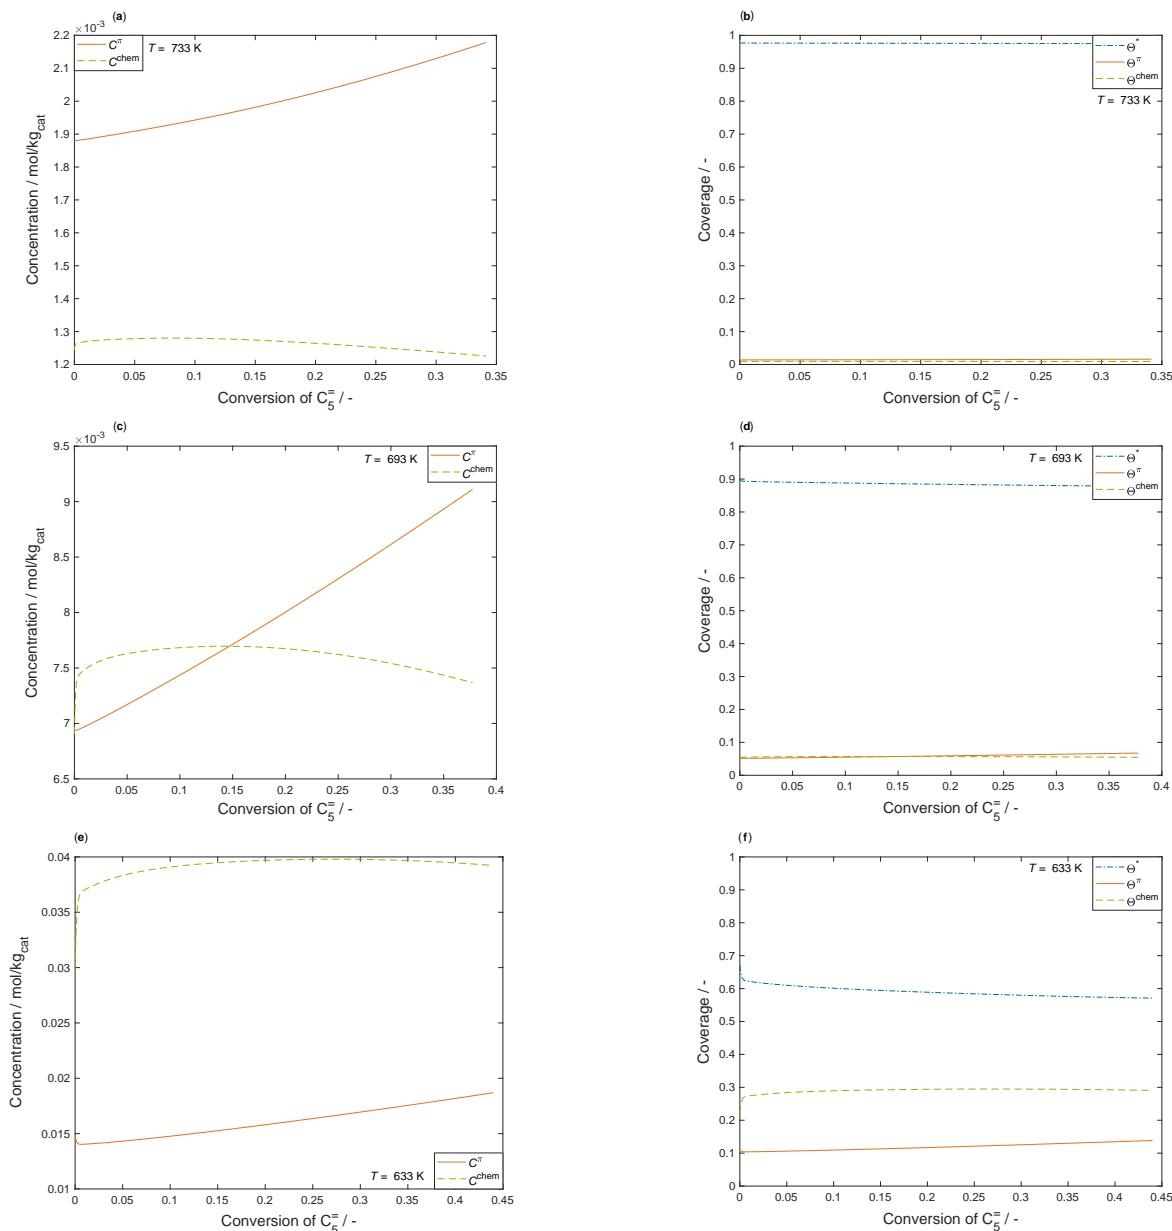 (a)
×10⁻³
2.2
2.1
2
1.9
1.8
1.7
1.6
1.5
1.4
1.3
1.2
0
0.05
0.1
0.15
0.2
0.25
0.3
0.35
Concentration / mol/kg_cat
Conversion of C₅⁼ / -
C^π
C^chem
T = 733 K
(b)
1
0.9
0.8
0.7
0.6
0.5
0.4
0.3
0.2
0.1
0
0
0.05
0.1
0.15
0.2
0.25
0.3
0.35
Coverage / -
Conversion of C₅⁼ / -
Θ^*
Θ^π
Θ^chem
T = 733 K
(c)
×10⁻³
9.5
9
8.5
8
7.5
7
6.5
0
0.05
0.1
0.15
0.2
0.25
0.3
0.35
0.4
Concentration / mol/kg_cat
Conversion of C₅⁼ / -
T = 693 K
C^π
C^chem
(d)
1
0.9
0.8
0.7
0.6
0.5
0.4
0.3
0.2
0.1
0
0
0.05
0.1
0.15
0.2
0.25
0.3
0.35
0.4
Coverage / -
Conversion of C₅⁼ / -
T = 693 K
Θ^*
Θ^π
Θ^chem
(e)
0.04
0.035
0.03
0.025
0.02
0.015
0.01
0
0.05
0.1
0.15
0.2
0.25
0.3
0.35
0.4
0.45
Concentration / mol/kg_cat
Conversion of C₅⁼ / -
T = 633 K
C^π
C^chem
(f)
1
0.9
0.8
0.7
0.6
0.5
0.4
0.3
0.2
0.1
0
0
0.05
0.1
0.15
0.2
0.25
0.3
0.35
0.4
0.45
Coverage / -
Conversion of C₅⁼ / -
T = 633 K
Θ^*
Θ^π
Θ^chem